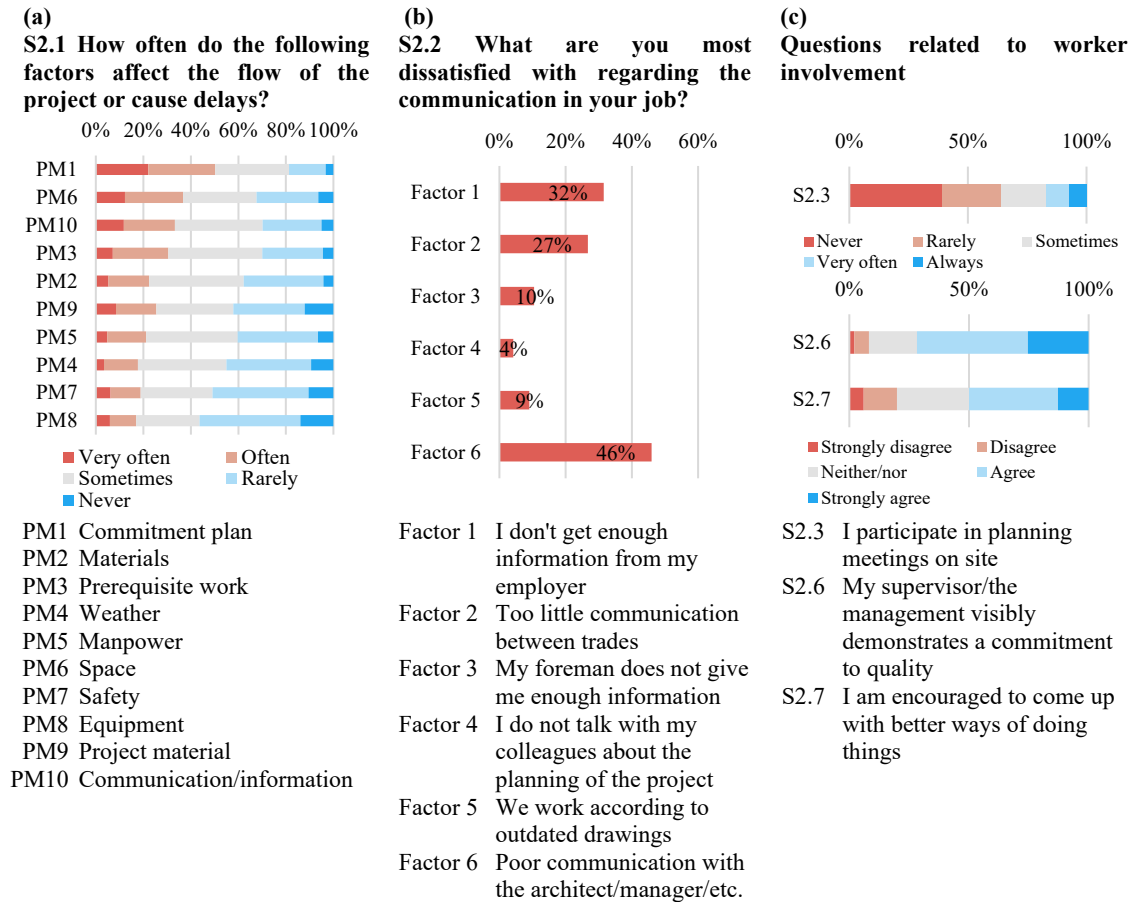 (a)
S2.1 How often do the following
factors affect the flow of the
project or cause delays?
0% 20% 40% 60% 80% 100%
PM1
PM6
PM10
PM3
PM2
PM9
PM5
PM4
PM7
PM8
Very often Often
Sometimes Rarely
Never
PM1 Commitment plan
PM2 Materials
PM3 Prerequisite work
PM4 Weather
PM5 Manpower
PM6 Space
PM7 Safety
PM8 Equipment
PM9 Project material
PM10 Communication/information
(b)
S2.2 What are you most
dissatisfied with regarding the
communication in your job?
0% 20% 40% 60%
Factor 1 32%
Factor 2 27%
Factor 3 10%
Factor 4 4%
Factor 5 9%
Factor 6 46%
Factor 1 I don't get enough
information from my
employer
Factor 2 Too little communication
between trades
Factor 3 My foreman does not give
me enough information
Factor 4 I do not talk with my
colleagues about the
planning of the project
Factor 5 We work according to
outdated drawings
Factor 6 Poor communication with
the architect/manager/etc.
(c)
Questions related to worker
involvement
0% 50% 100%
S2.3
Never Rarely Sometimes
Very often Always
0% 50% 100%
S2.6
S2.7
Strongly disagree Disagree
Neither/nor Agree
Strongly agree
S2.3 I participate in planning
meetings on site
S2.6 My supervisor/the
management visibly
demonstrates a commitment
to quality
S2.7 I am encouraged to come up
with better ways of doing
things